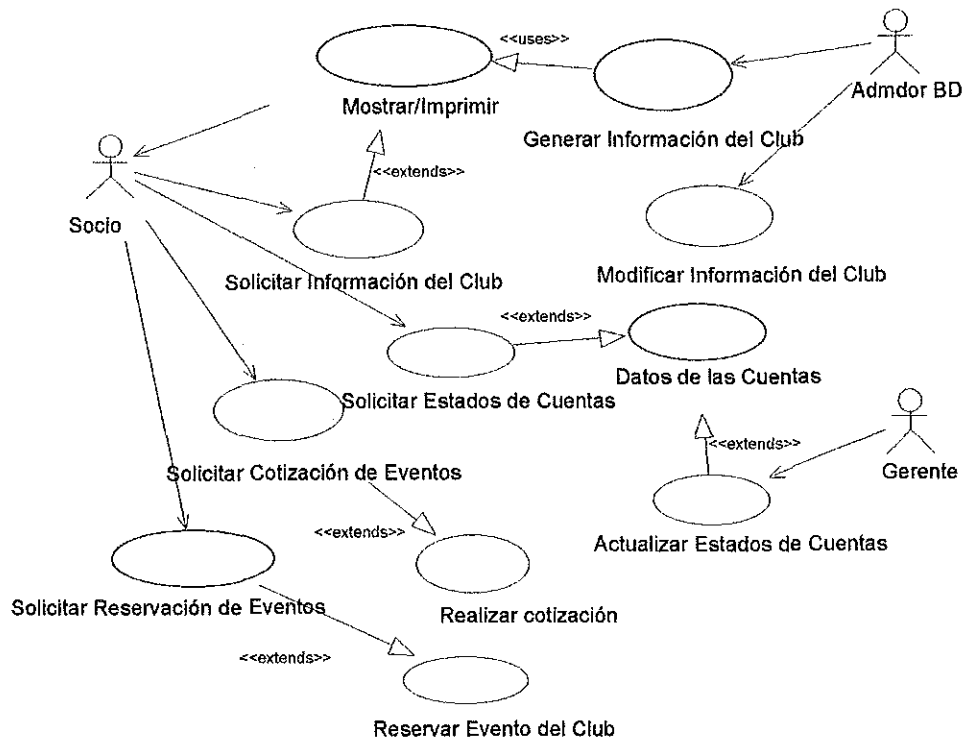 <<uses>>
Admdor BD
Mostrar/Imprimir
Generar Información del Club
<<extends>>
Socio
Solicitar Información del Club
Modificar Información del Club
<<extends>>
Datos de las Cuentas
Solicitar Estados de Cuentas
<<extends>>
Solicitar Cotización de Eventos
Gerente
<<extends>>
Actualizar Estados de Cuentas
Solicitar Reservación de Eventos
Realizar cotización
<<extends>>
Reservar Evento del Club